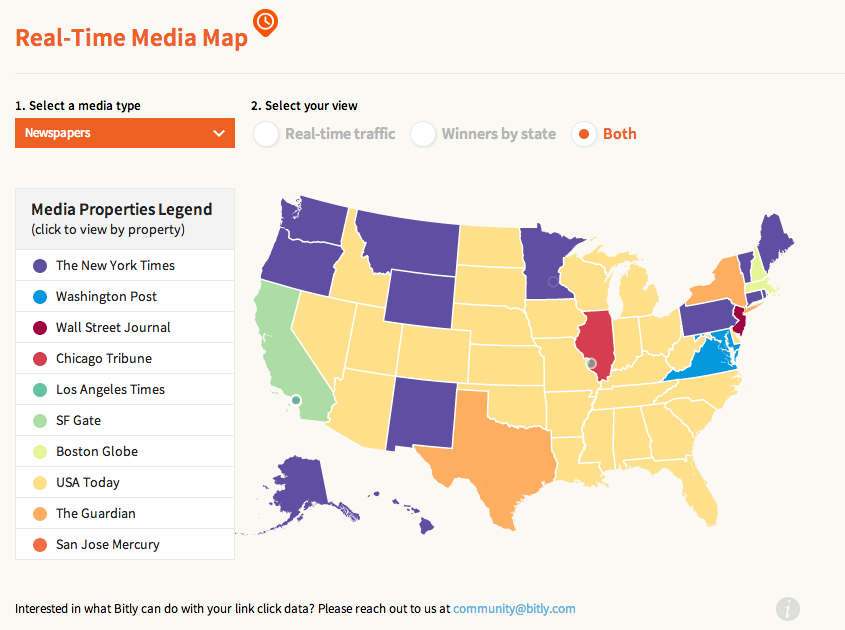 Real-Time Media Map
1. Select a media type
2. Select your view
Newspapers
Real-time traffic
Winners by state
Both
Media Properties Legend
(click to view by property)
The New York Times
Washington Post
Wall Street Journal
Chicago Tribune
Los Angeles Times
SF Gate
Boston Globe
USA Today
The Guardian
San Jose Mercury
Interested in what Bitly can do with your link click data? Please reach out to us at community@bitly.com
i